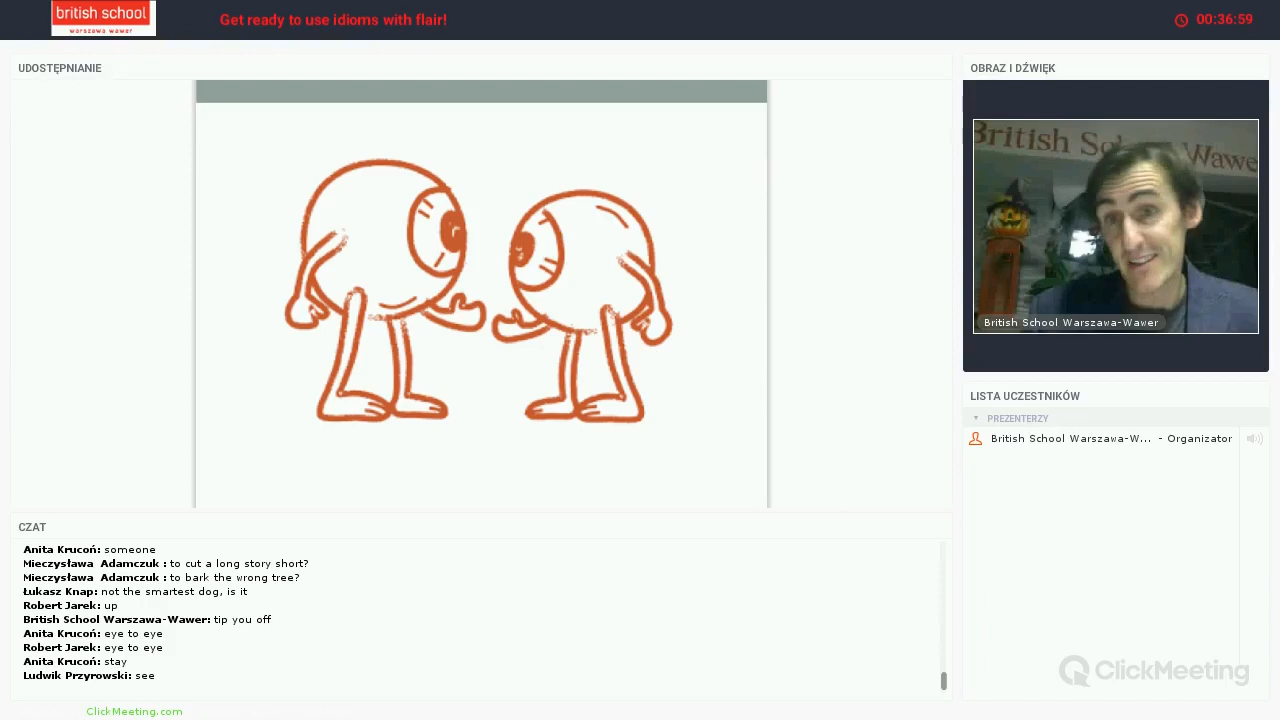 british school
warszawa wawer
Get ready to use idioms with flair!
00:36:59
UDOSTĘPNIANIE
OBRAZ I DŹWIĘK
British School Wawer
British School Warszawa-Wawer
LISTA UCZESTNIKÓW
PREZENTERZY
British School Warszawa-W... - Organizator
CZAT
Anita Krucoń: someone
Mieczysława Adamczuk : to cut a long story short?
Mieczysława Adamczuk : to bark the wrong tree?
Łukasz Knap: not the smartest dog, is it
Robert Jarek: up
British School Warszawa-Wawer: tip you off
Anita Krucoń: eye to eye
Robert Jarek: eye to eye
Anita Krucoń: stay
Ludwik Przyrowski: see
ClickMeeting
ClickMeeting.com